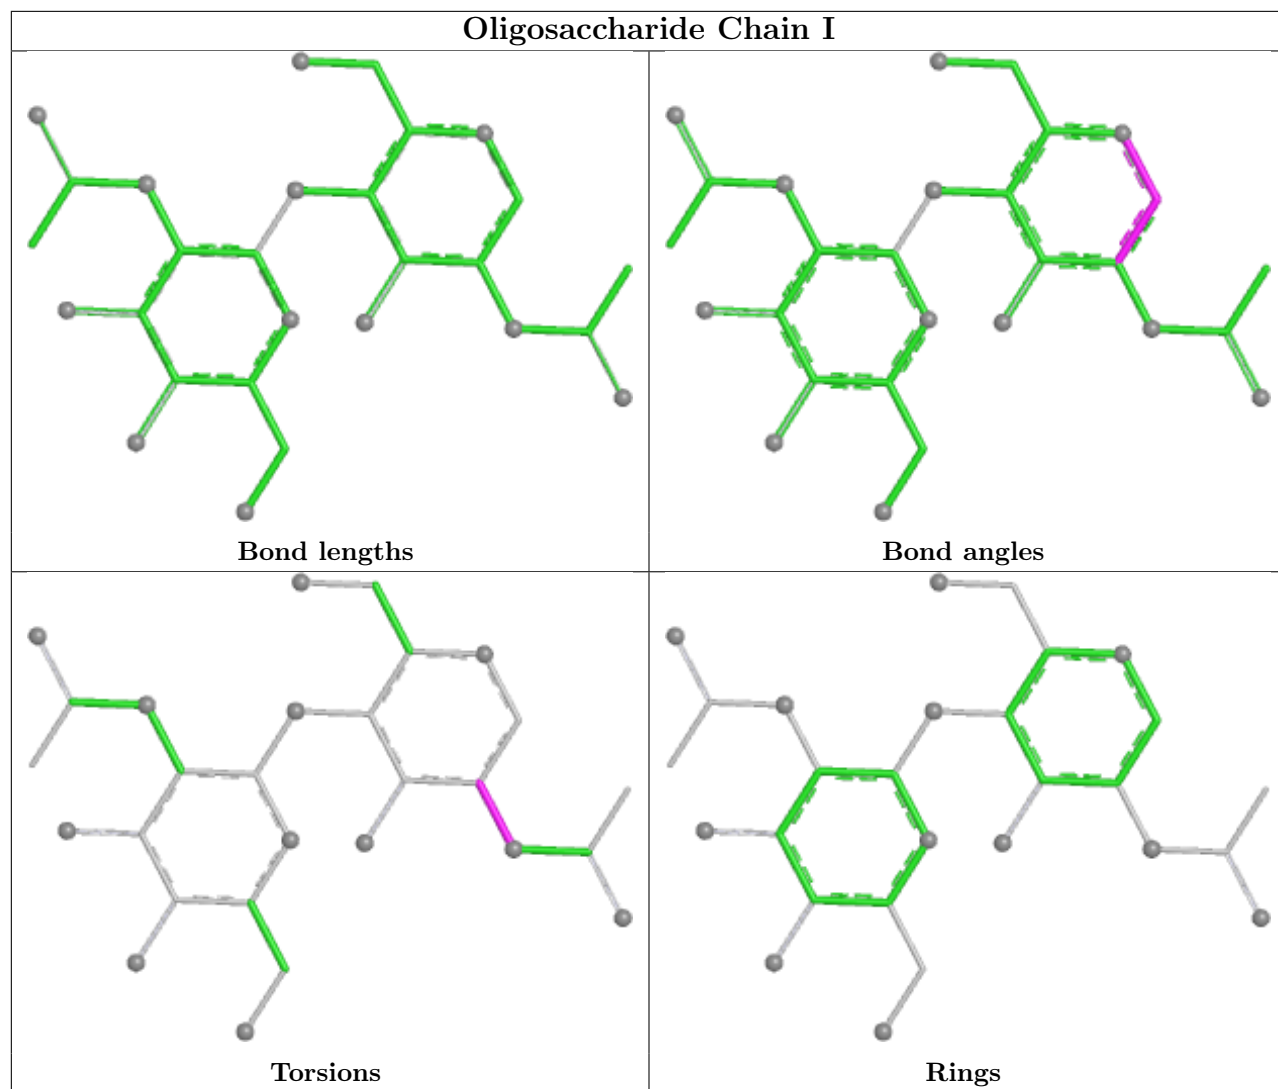 Oligosaccharide Chain I
Bond lengths
Bond angles
Torsions
Rings